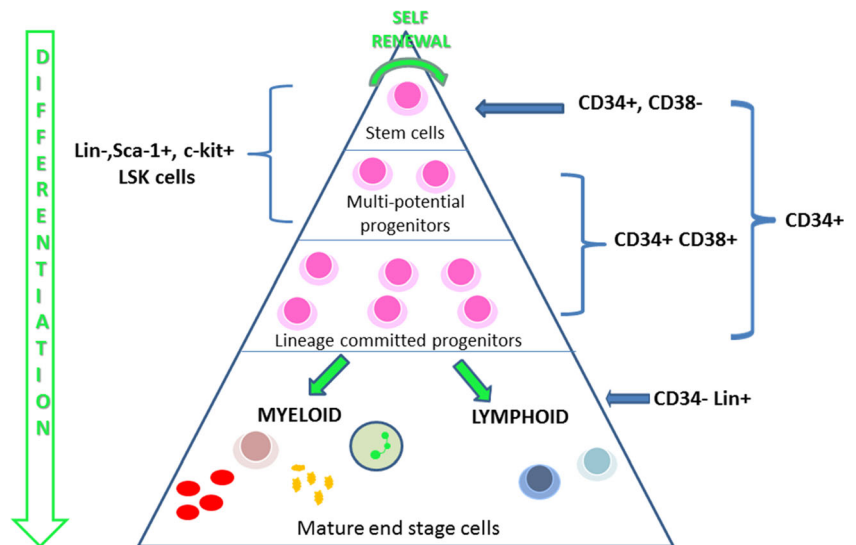 SELF
RENEWAL
DIFFERENTIATION
CD34+, CD38-
Stem cells
Lin-,Sca-1+, c-kit+
LSK cells
Multi-potential
progenitors
CD34+ CD38+
CD34+
Lineage committed progenitors
CD34- Lin+
MYELOID
LYMPHOID
Mature end stage cells